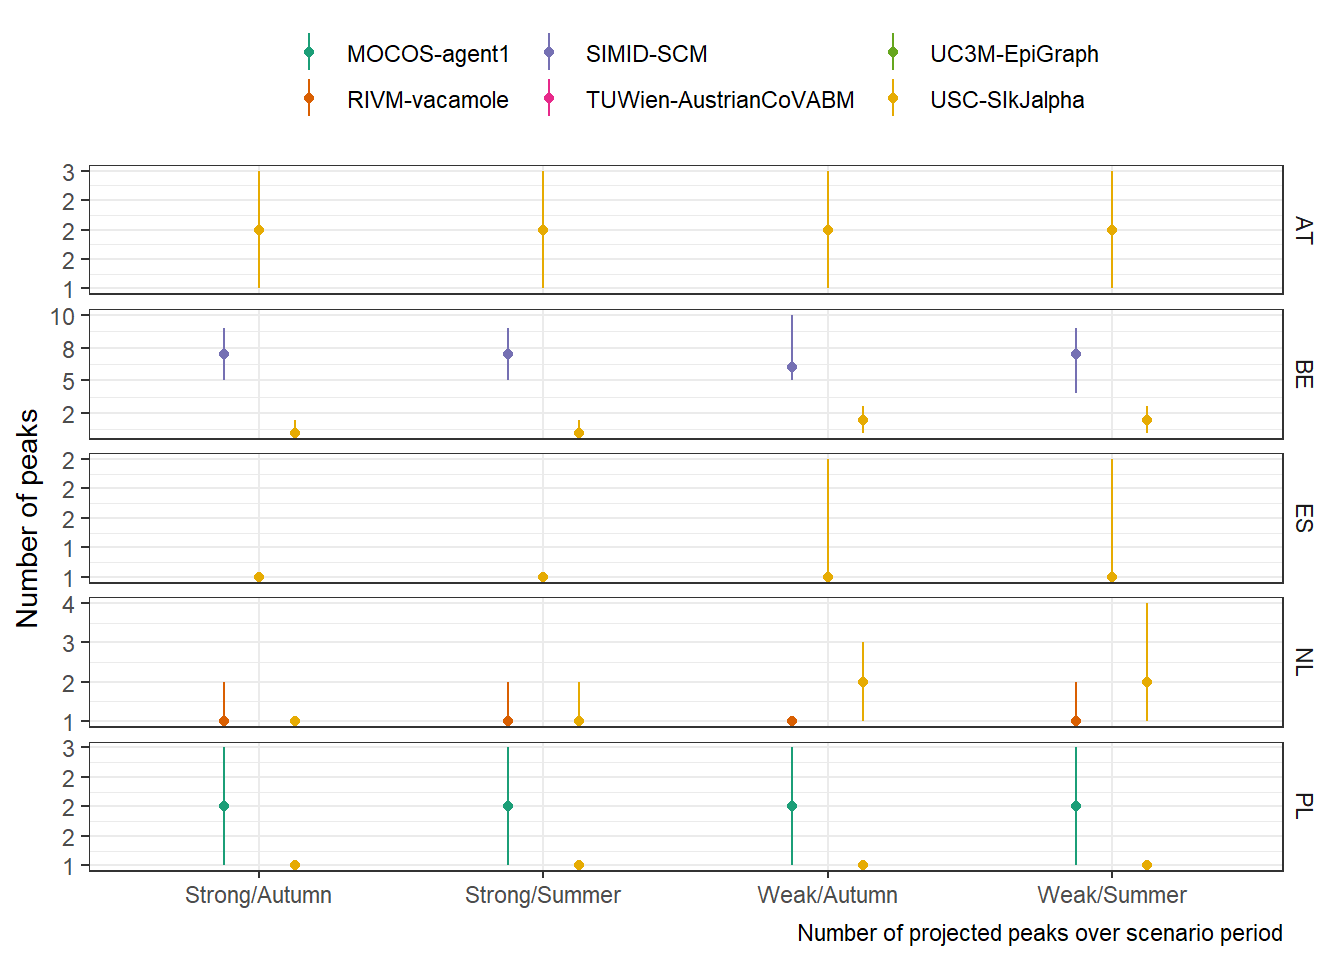 MOCOS-agent1 SIMID-SCM UC3M-EpiGraph
RIVM-vacamole TUWien-AustrianCoVABM USC-SIkJalpha
Number of peaks
3
2
2
2
1
AT
10
8
5
2
BE
2
2
2
1
1
ES
4
3
2
1
NL
3
2
2
2
1
PL
Strong/Autumn Strong/Summer Weak/Autumn Weak/Summer
Number of projected peaks over scenario period